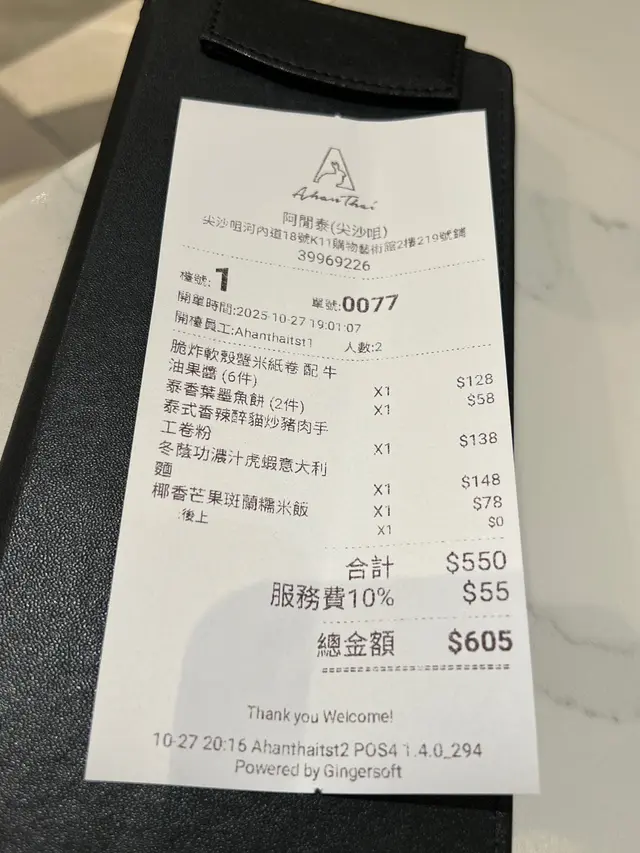 Ahan Thai
阿閒泰(尖沙咀)
尖沙咀河內道18號K11購物藝術館2樓219號舖
39969226
檯號:1 單號:0077
開單時間:2025-10-27 19:01:07
開檯員工:Ahanthaitst1 人數:2
脆炸軟殼蟹米紙卷 配 牛
油果醬 (6件) X1 $128
泰香葉墨魚餅 (2件) X1 $58
泰式香辣醉貓炒豬肉手
工卷粉 X1 $138
冬蔭功濃汁虎蝦意大利
麵 X1 $148
椰香芒果斑蘭糯米飯 X1 $78
:後上 X1 $0
合計 $550
服務費10% $55
總金額 $605
Thank you Welcome!
10-27 20:16 Ahanthaitst2 POS4 1.4.0_294
Powered by Gingersoft